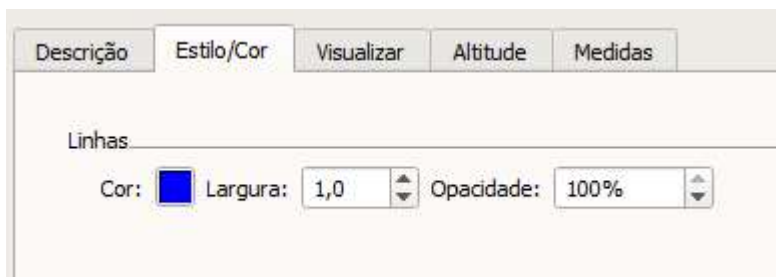 Descrição Estilo/Cor Visualizar Altitude Medidas
Linhas
Cor: Largura: 1,0 Opacidade: 100%